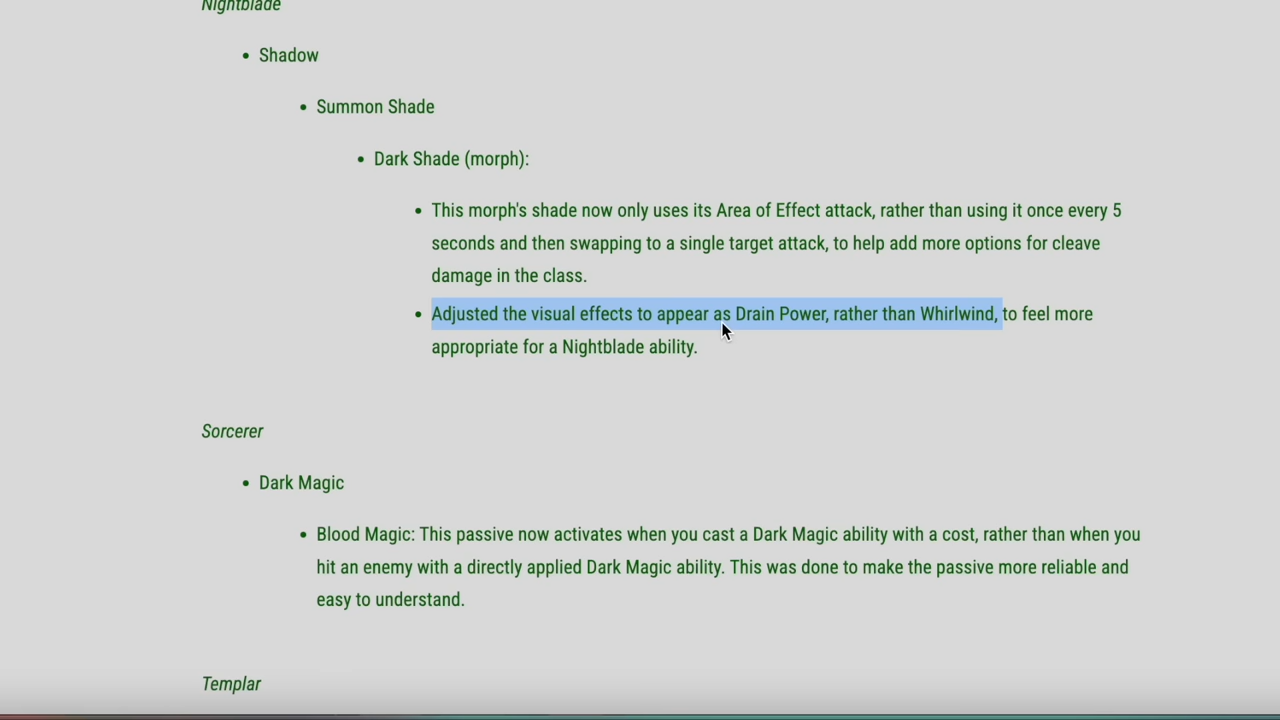 Nightblade
• Shadow
• Summon Shade
• Dark Shade (morph):
• This morph's shade now only uses its Area of Effect attack, rather than using it once every 5
seconds and then swapping to a single target attack, to help add more options for cleave
damage in the class.
• Adjusted the visual effects to appear as Drain Power, rather than Whirlwind, to feel more
appropriate for a Nightblade ability.
Sorcerer
• Dark Magic
• Blood Magic: This passive now activates when you cast a Dark Magic ability with a cost, rather than when you
hit an enemy with a directly applied Dark Magic ability. This was done to make the passive more reliable and
easy to understand.
Templar